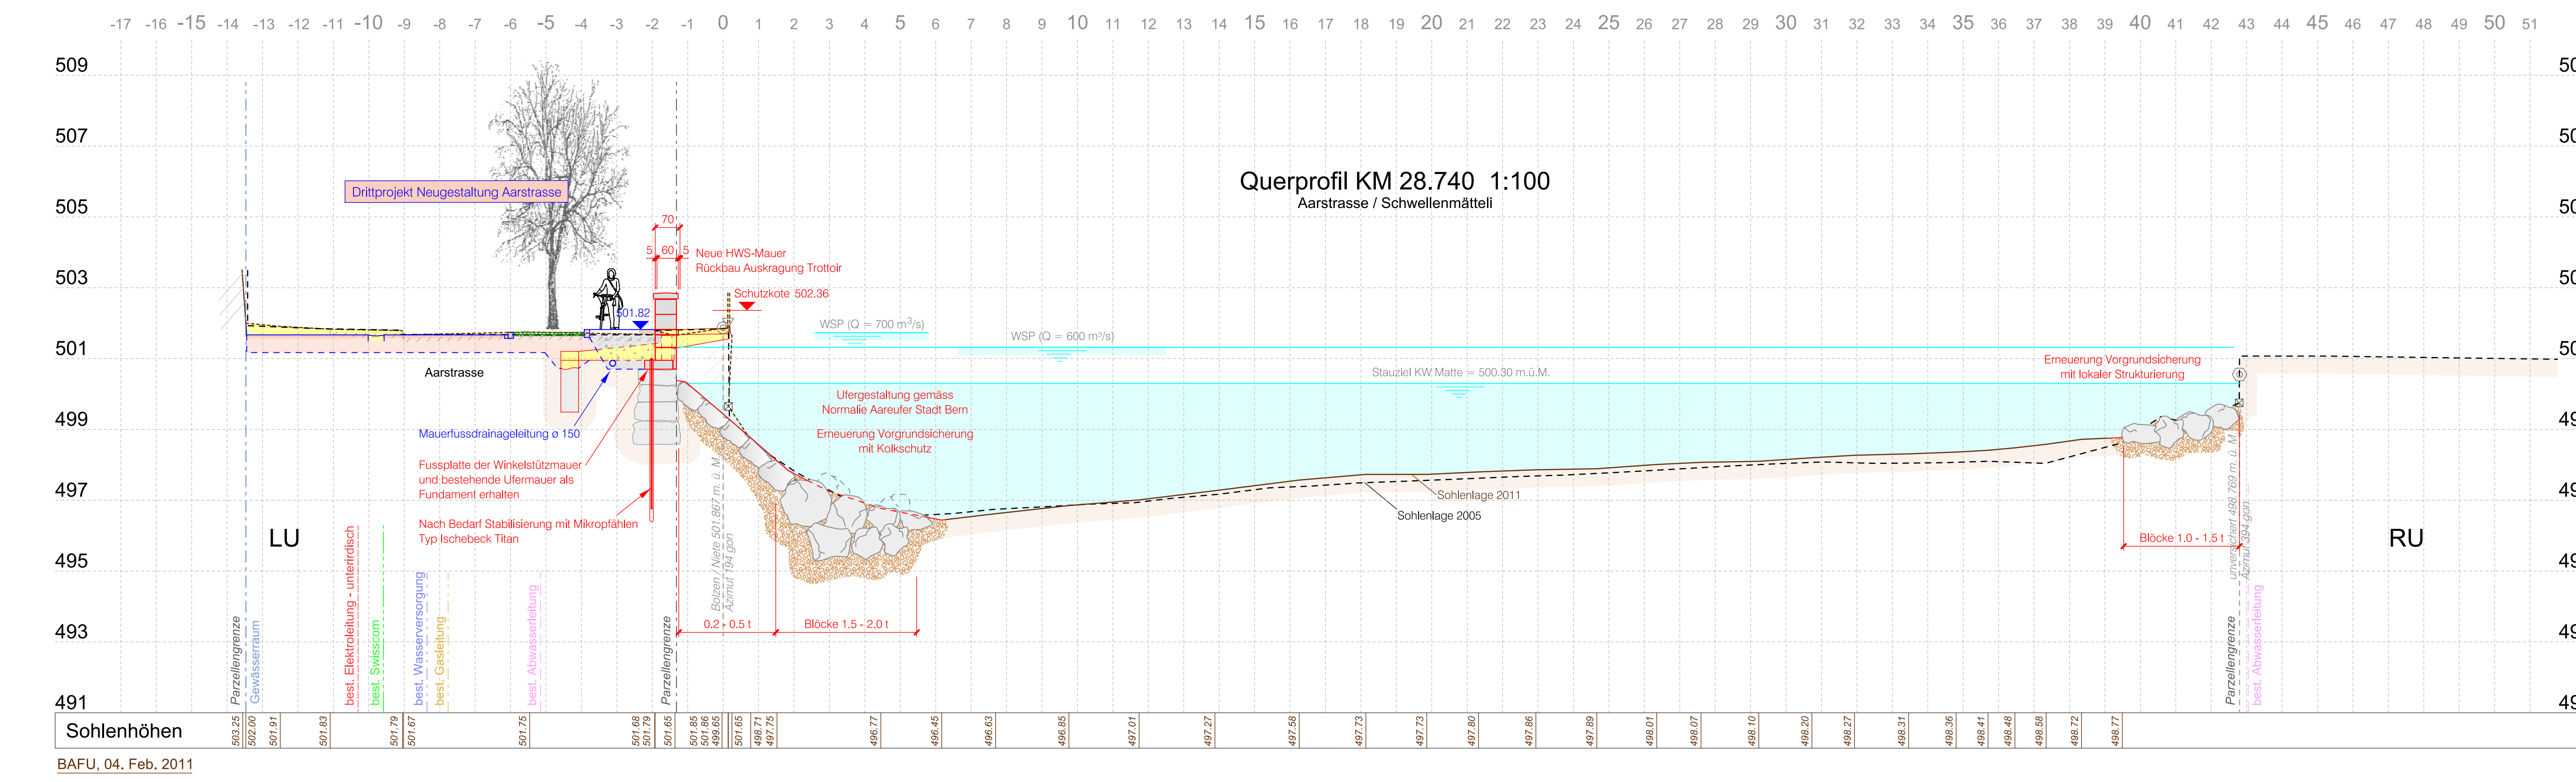 -17 -16 -15 -14 -13 -12 -11 -10 -9 -8 -7 -6 -5 -4 -3 -2 -1 0 1 2 3 4 5 6 7 8 9 10 11 12 13 14 15 16 17 18 19 20 21 22 23 24 25 26 27 28 29 30 31 32 33 34 35 36 37 38 39 40 41 42 43 44 45 46 47 48 49 50 51
509
507
505
503
501
499
497
495
493
491
Querprofil KM 28.740 1:100
Aarstrasse / Schwellenmätteli
Drittprojekt Neugestaltung Aarstrasse
70
5 60 5
Neue HWS-Mauer
Rückbau Auskragung Trottoir
Schutzkote 502.36
501.82
WSP (Q = 700 m³/s)
WSP (Q = 600 m³/s)
Stauziel KW Matte = 500.30 m.ü.M.
Erneuerung Vorgrundsicherung
mit lokaler Strukturierung
Aarstrasse
Ufergestaltung gemäss
Normalie Aareufer Stadt Bern
Erneuerung Vorgrundsicherung
mit Kolkschutz
Mauerfussdrainageleitung ø 150
Fussplatte der Winkelstützmauer
und bestehende Ufermauer als
Fundament erhalten
Nach Bedarf Stabilisierung mit Mikropfählen
Typ Ischebeck Titan
Sohlenlage 2011
Sohlenlage 2005
LU
RU
Blöcke 1.0 - 1.5 t
0.2 - 0.5 t
Blöcke 1.5 - 2.0 t
Parzellengrenze
Gewässerraum
best. Elektroleitung - unterirdisch
best. Swisscom
best. Wasserversorgung
best. Gasleitung
best. Abwasserleitung
Parzellengrenze
Bolzen / Niete 501.867 m. ü. M.
Azimut 194 gon
Parzellengrenze
unversichert 498.769 m. ü. M.
Azimut 394 gon
best. Abwasserleitung
Sohlenhöhen
503.25 502.00 501.91 501.83 501.79 501.67 501.75 501.68 501.79 501.65 501.85 501.86 499.65 501.65 498.71 497.75 496.77 496.45 496.63 496.85 497.01 497.27 497.58 497.73 497.73 497.80 497.86 497.89 498.01 498.07 498.10 498.20 498.27 498.31 498.36 498.41 498.48 498.58 498.72 498.77
BAFU, 04. Feb. 2011